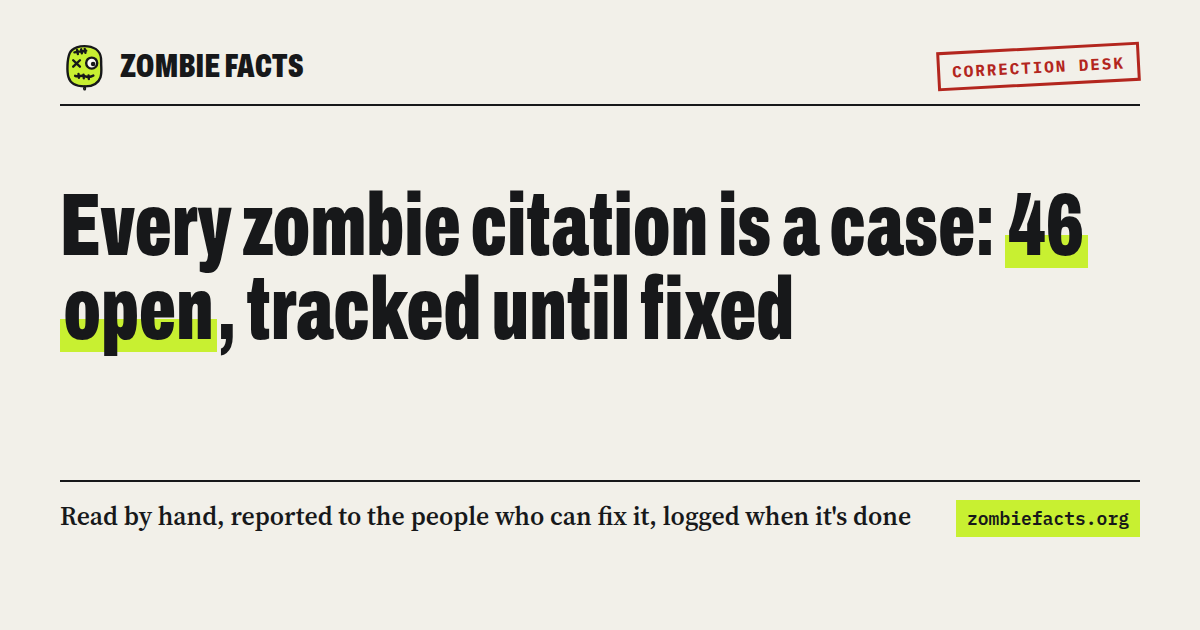 ZOMBIE FACTS
CORRECTION DESK
Every zombie citation is a case: 46
open, tracked until fixed
Read by hand, reported to the people who can fix it, logged when it's done
zombiefacts.org